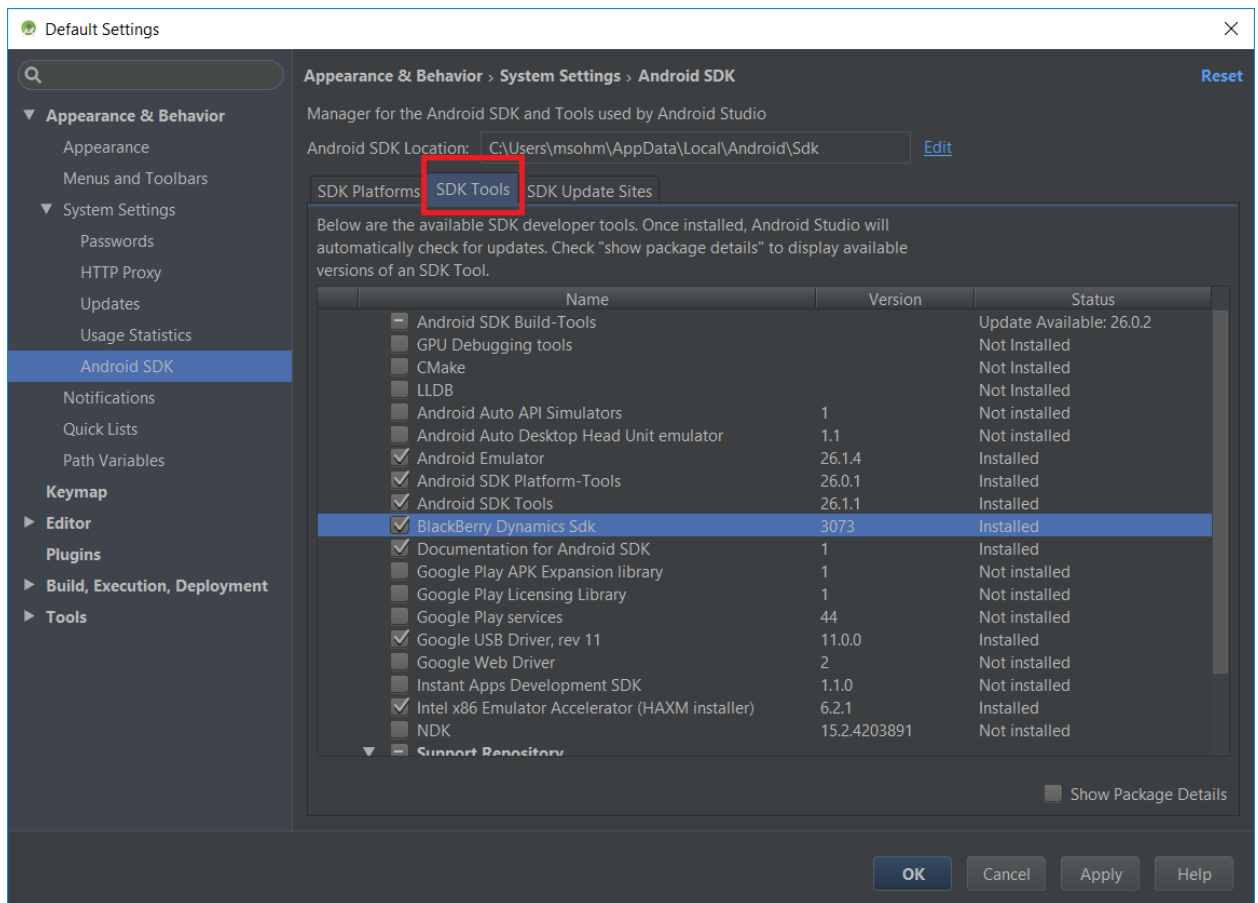 Default Settings
Appearance & Behavior › System Settings › Android SDK
Reset
Appearance & Behavior
Appearance
Menus and Toolbars
System Settings
Passwords
HTTP Proxy
Updates
Usage Statistics
Android SDK
Notifications
Quick Lists
Path Variables
Keymap
Editor
Plugins
Build, Execution, Deployment
Tools
Manager for the Android SDK and Tools used by Android Studio
Android SDK Location: C:\Users\msohm\AppData\Local\Android\Sdk Edit
SDK Platforms SDK Tools SDK Update Sites
Below are the available SDK developer tools. Once installed, Android Studio will
automatically check for updates. Check "show package details" to display available
versions of an SDK Tool.
Name Version Status
Android SDK Build-Tools Update Available: 26.0.2
GPU Debugging tools Not Installed
CMake Not Installed
LLDB Not Installed
Android Auto API Simulators 1 Not installed
Android Auto Desktop Head Unit emulator 1.1 Not installed
Android Emulator 26.1.4 Installed
Android SDK Platform-Tools 26.0.1 Installed
Android SDK Tools 26.1.1 Installed
BlackBerry Dynamics Sdk 3073 Installed
Documentation for Android SDK 1 Installed
Google Play APK Expansion library 1 Not installed
Google Play Licensing Library 1 Not installed
Google Play services 44 Not installed
Google USB Driver, rev 11 11.0.0 Installed
Google Web Driver 2 Not installed
Instant Apps Development SDK 1.1.0 Not installed
Intel x86 Emulator Accelerator (HAXM installer) 6.2.1 Installed
NDK 15.2.4203891 Not installed
Support Repository
Show Package Details
OK Cancel Apply Help